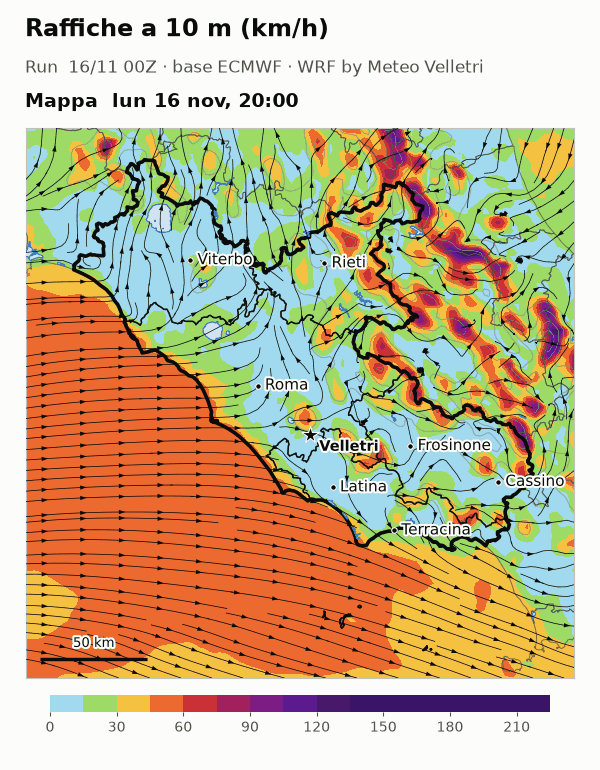 Raffiche a 10 m (km/h)
Run  16/11 00Z · base ECMWF · WRF by Meteo Velletri
Mappa  lun 16 nov, 20:00
Viterbo
Rieti
Roma
Velletri
Frosinone
Cassino
Latina
Terracina
50 km
0 30 60 90 120 150 180 210